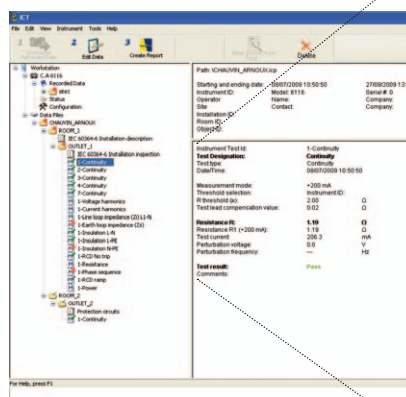 ICT
File Edit View Instrument Tools Help
1
2 Edit Data
3 Create Report
Delete
Workstation
C.A 6116
Recorded Data
sites
Status
Configuration
Data Files
CHAUVIN_ARNOUX
ROOM_1
IEC 60364-6 Installation description
OUTLET_1
IEC 60364-6 Installation inspection
1-Continuity
2-Continuity
3-Continuity
4-Continuity
7-Continuity
1-Voltage harmonics
1-Current harmonics
1-Line loop impedance (Zi) L1-N
1-Earth loop impedance (Zs)
1-Insulation L-N
1-Insulation L-PE
1-Insulation N-PE
1-RCD No trip
1-Resistance
1-Phase sequence
1-RCD ramp
1-Power
ROOM_2
OUTLET_2
Protection circuits
1-Continuity
Path: \CHAUVIN_ARNOUX.icp
Starting and ending date: 08/07/2009 10:50:50 27/08/2009 13
Instrument ID: Model: 6116 Serial #: 0
Operator Name: Company:
Site Contact Company:
Installation ID:
Room ID:
Object ID:
Instrument Test Id: 1-Continuity
Test Designation: Continuity
Test type: Continuity
Date/Time 08/07/2009 10:50:50
Measurement mode: +200 mA
Threshold selection: Instrument ID:
R threshold (±): 2.00 Ω
Test lead compensation value: 0.02 Ω
Resistance R: 1.19 Ω
Resistance R1 (+200 mA): 1.19 Ω
Test current: 206.3 mA
Perturbation voltage: 0.0 V
Perturbation frequency: --- Hz
Test result: Pass
Comments:
For Help, press F1